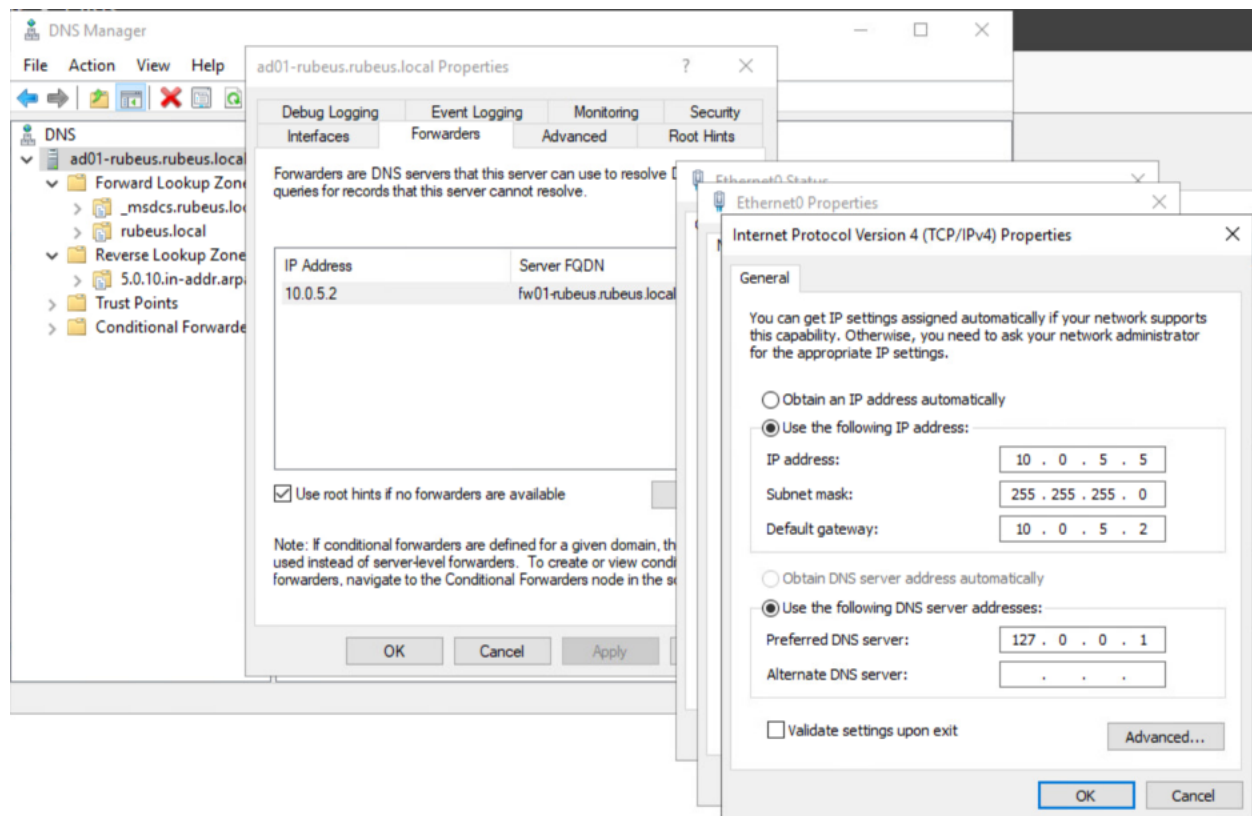 DNS Manager
File Action View Help
DNS
ad01-rubeus.rubeus.local
Forward Lookup Zone
_msdcs.rubeus.lo
rubeus.local
Reverse Lookup Zone
5.0.10.in-addr.arp
Trust Points
Conditional Forwarde
ad01-rubeus.rubeus.local Properties
Debug Logging Event Logging Monitoring Security
Interfaces Forwarders Advanced Root Hints
Forwarders are DNS servers that this server can use to resolve D
queries for records that this server cannot resolve.
IP Address Server FQDN
10.0.5.2 fw01-rubeus.rubeus.local
Use root hints if no forwarders are available
Note: If conditional forwarders are defined for a given domain, th
used instead of server-level forwarders. To create or view condi
forwarders, navigate to the Conditional Forwarders node in the s
OK Cancel Apply
Ethernet0 Status
Ethernet0 Properties
Internet Protocol Version 4 (TCP/IPv4) Properties
General
You can get IP settings assigned automatically if your network supports
this capability. Otherwise, you need to ask your network administrator
for the appropriate IP settings.
Obtain an IP address automatically
Use the following IP address:
IP address: 10 . 0 . 5 . 5
Subnet mask: 255 . 255 . 255 . 0
Default gateway: 10 . 0 . 5 . 2
Obtain DNS server address automatically
Use the following DNS server addresses:
Preferred DNS server: 127 . 0 . 0 . 1
Alternate DNS server: . . .
Validate settings upon exit
Advanced...
OK Cancel